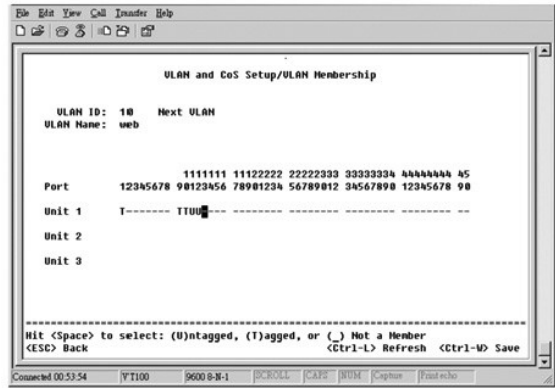 File Edit View Call Transfer Help
VLAN and CoS Setup/VLAN Membership
VLAN ID: 10 Next VLAN
VLAN Name: web
1111111 11122222 22222333 33333334 44444444 45
Port 12345678 90123456 78901234 56789012 34567890 12345678 90
Unit 1 T------- TTUU---- -------- -------- -------- -------- --
Unit 2
Unit 3
Hit <Space> to select: (U)ntagged, (T)agged, or (_) Not a Member
<ESC> Back <Ctrl-L> Refresh <Ctrl-W> Save
Connected 00:53:54 VT100 9600 8-N-1 SCROLL CAPS NUM Capture Print echo